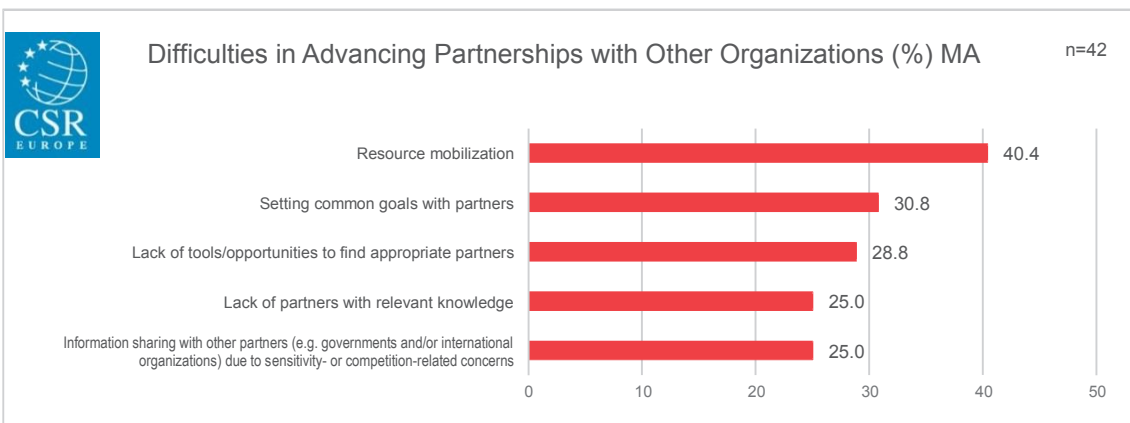 Difficulties in Advancing Partnerships with Other Organizations (%) MA
n=42
CSR
EUROPE
Resource mobilization
40.4
Setting common goals with partners
30.8
Lack of tools/opportunities to find appropriate partners
28.8
Lack of partners with relevant knowledge
25.0
Information sharing with other partners (e.g. governments and/or international
organizations) due to sensitivity- or competition-related concerns
25.0
0 10 20 30 40 50